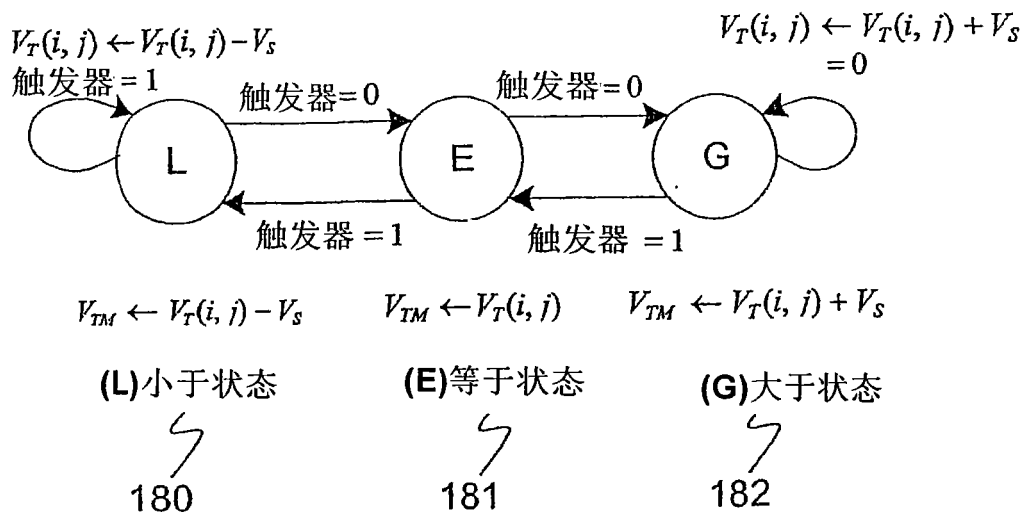 V_T(i, j) ← V_T(i, j) − V_S
触发器=1
V_T(i, j) ← V_T(i, j) + V_S
=0
触发器=0
触发器=0
L
E
G
触发器 =1
触发器 =1
V_TM ← V_T(i, j) − V_S
V_TM ← V_T(i, j)
V_TM ← V_T(i, j) + V_S
(L)小于状态
(E)等于状态
(G)大于状态
180
181
182